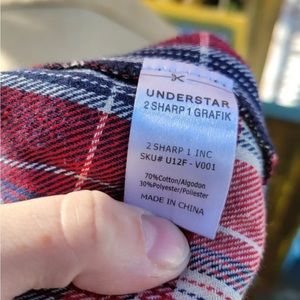 UNDERSTAR
2 SHARP 1 GRAFIK
2 SHARP 1 INC
SKU# U12F - V001
70%Cotton/Algodon
30%Polyester/Poliester
MADE IN CHINA